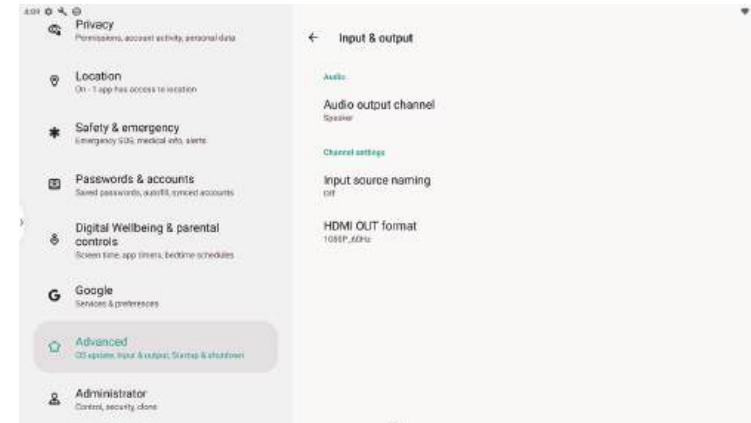 4:09
Privacy
Permissions, account activity, personal data
Location
On - 1 app has access to location
Safety & emergency
Emergency SOS, medical info, alerts
Passwords & accounts
Saved passwords, autofill, synced accounts
Digital Wellbeing & parental
controls
Screen time, app timers, bedtime schedules
Google
Services & preferences
Advanced
OS update, Input & output, Startup & shutdown
Administrator
Control, security, clone
Input & output
Audio
Audio output channel
Speaker
Channel settings
Input source naming
Off
HDMI OUT format
1080P_60Hz